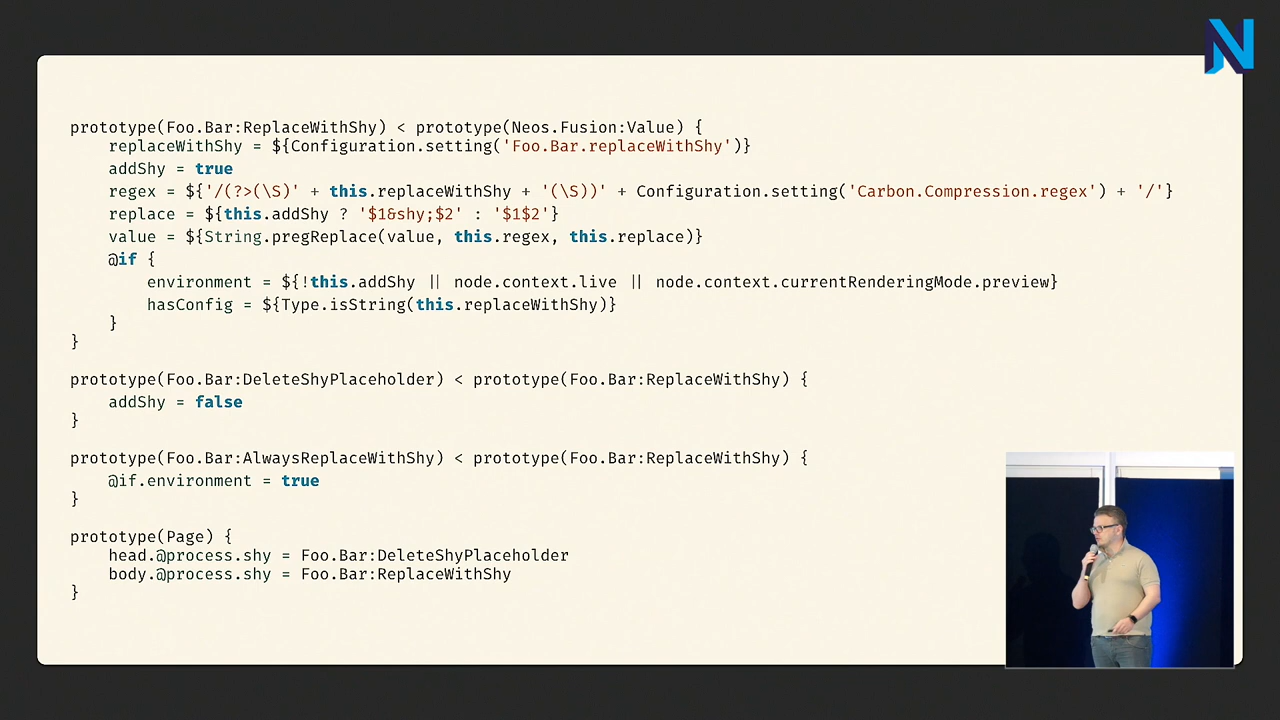 prototype(Foo.Bar:ReplaceWithShy) < prototype(Neos.Fusion:Value) {
    replaceWithShy = ${Configuration.setting('Foo.Bar.replaceWithShy')}
    addShy = true
    regex = ${'/(?>(\S)' + this.replaceWithShy + '(\S))' + Configuration.setting('Carbon.Compression.regex') + '/'}
    replace = ${this.addShy ? '$1&shy;$2' : '$1$2'}
    value = ${String.pregReplace(value, this.regex, this.replace)}
    @if {
        environment = ${!this.addShy || node.context.live || node.context.currentRenderingMode.preview}
        hasConfig = ${Type.isString(this.replaceWithShy)}
    }
}
prototype(Foo.Bar:DeleteShyPlaceholder) < prototype(Foo.Bar:ReplaceWithShy) {
    addShy = false
}
prototype(Foo.Bar:AlwaysReplaceWithShy) < prototype(Foo.Bar:ReplaceWithShy) {
    @if.environment = true
}
prototype(Page) {
    head.@process.shy = Foo.Bar:DeleteShyPlaceholder
    body.@process.shy = Foo.Bar:ReplaceWithShy
}